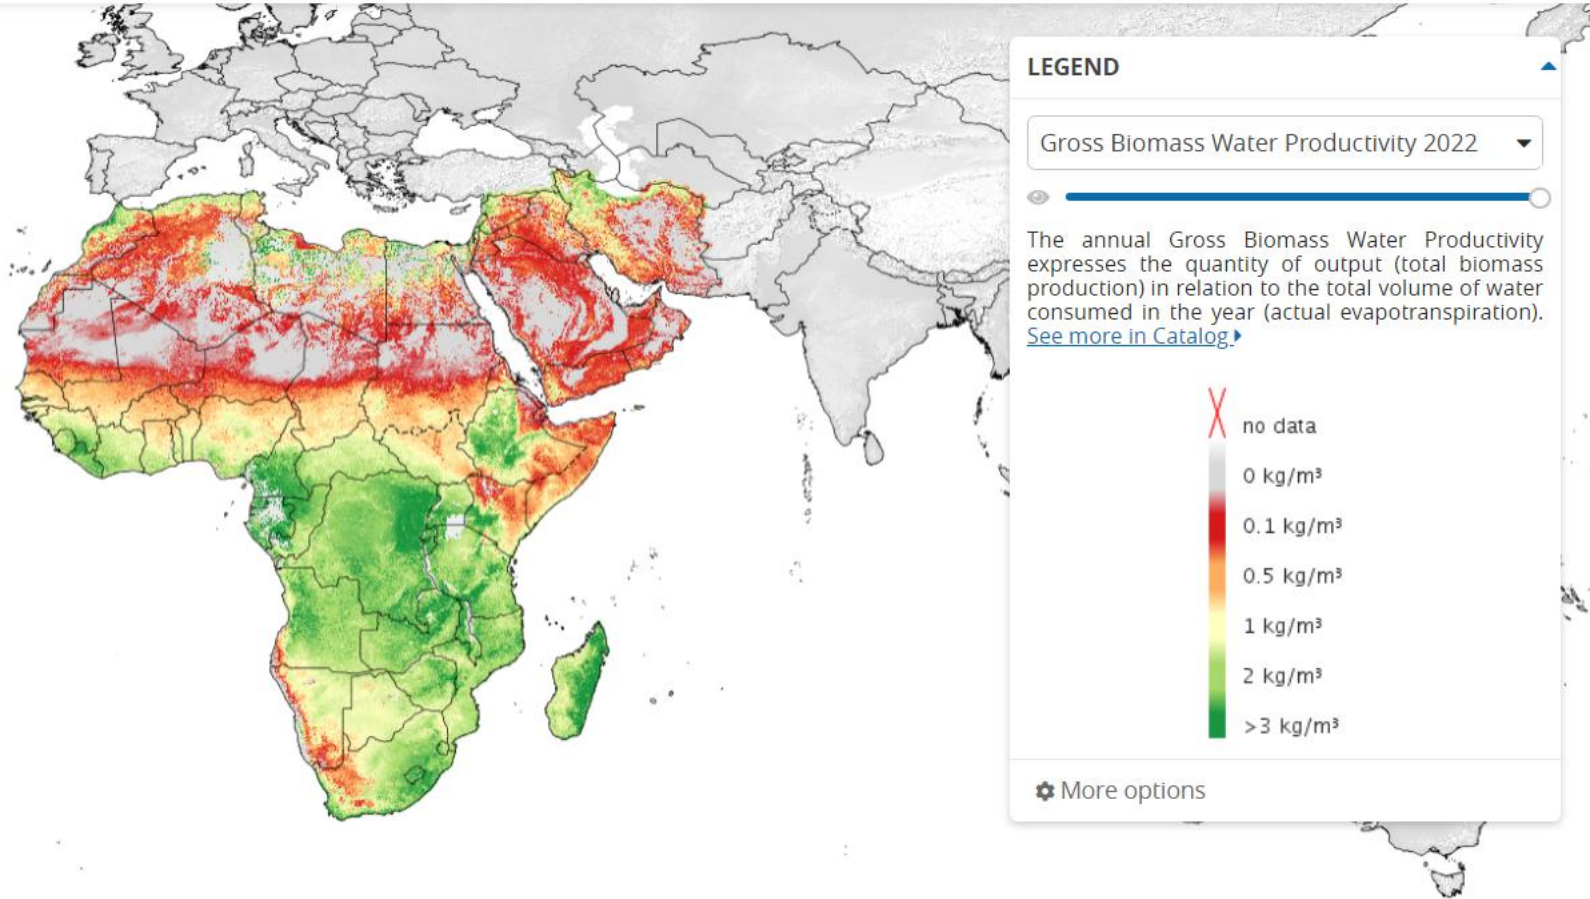 LEGEND
Gross Biomass Water Productivity 2022
The annual Gross Biomass Water Productivity
expresses the quantity of output (total biomass
production) in relation to the total volume of water
consumed in the year (actual evapotranspiration).
See more in Catalog
no data
0 kg/m³
0.1 kg/m³
0.5 kg/m³
1 kg/m³
2 kg/m³
>3 kg/m³
More options